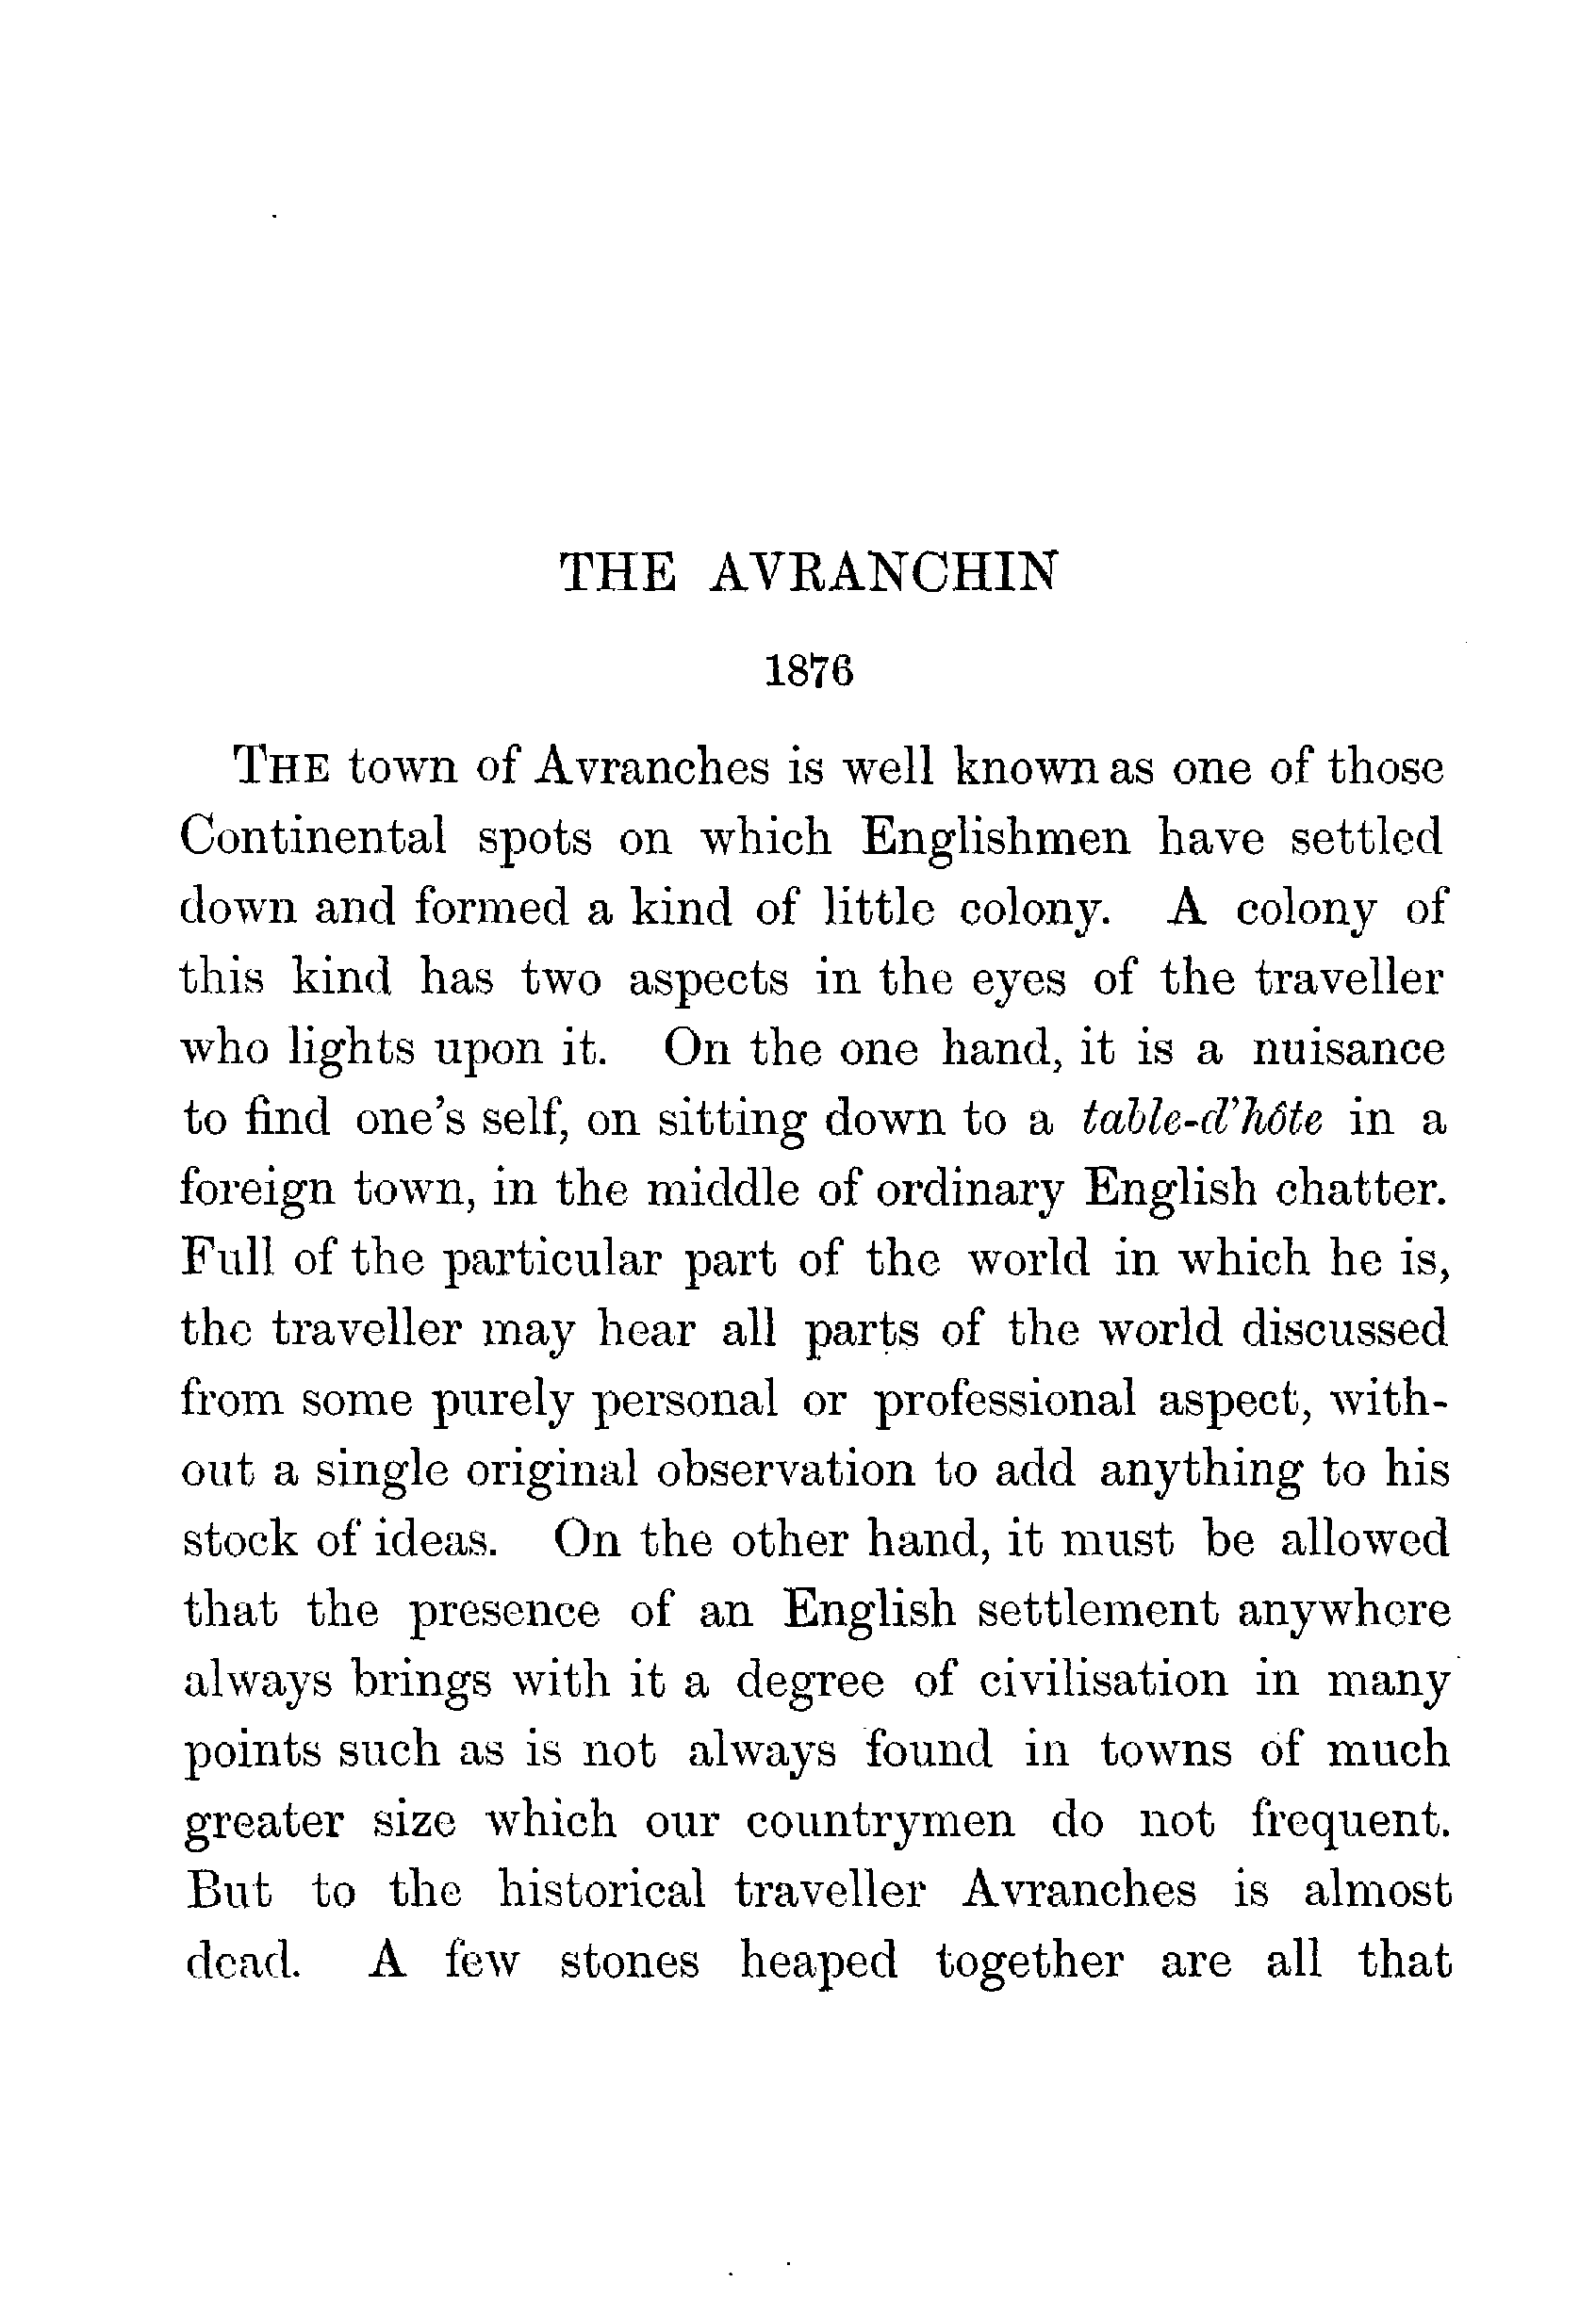 THE AVRANCHIN
1876
THE town of Avranches is well known as one of those
Continental spots on which Englishmen have settled
down and formed a kind of little colony. A colony of
this kind has two aspects in the eyes of the traveller
who lights upon it. On the one hand, it is a nuisance
to find one's self, on sitting down to a table-d'hôte in a
foreign town, in the middle of ordinary English chatter.
Full of the particular part of the world in which he is,
the traveller may hear all parts of the world discussed
from some purely personal or professional aspect, with-
out a single original observation to add anything to his
stock of ideas. On the other hand, it must be allowed
that the presence of an English settlement anywhere
always brings with it a degree of civilisation in many
points such as is not always found in towns of much
greater size which our countrymen do not frequent.
But to the historical traveller Avranches is almost
dead. A few stones heaped together are all that